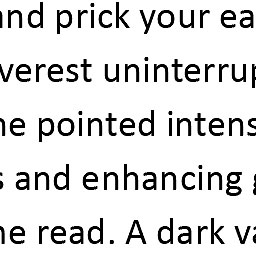 and prick your ea
verest uninterrup
he pointed intens
s and enhancing
he read. A dark va